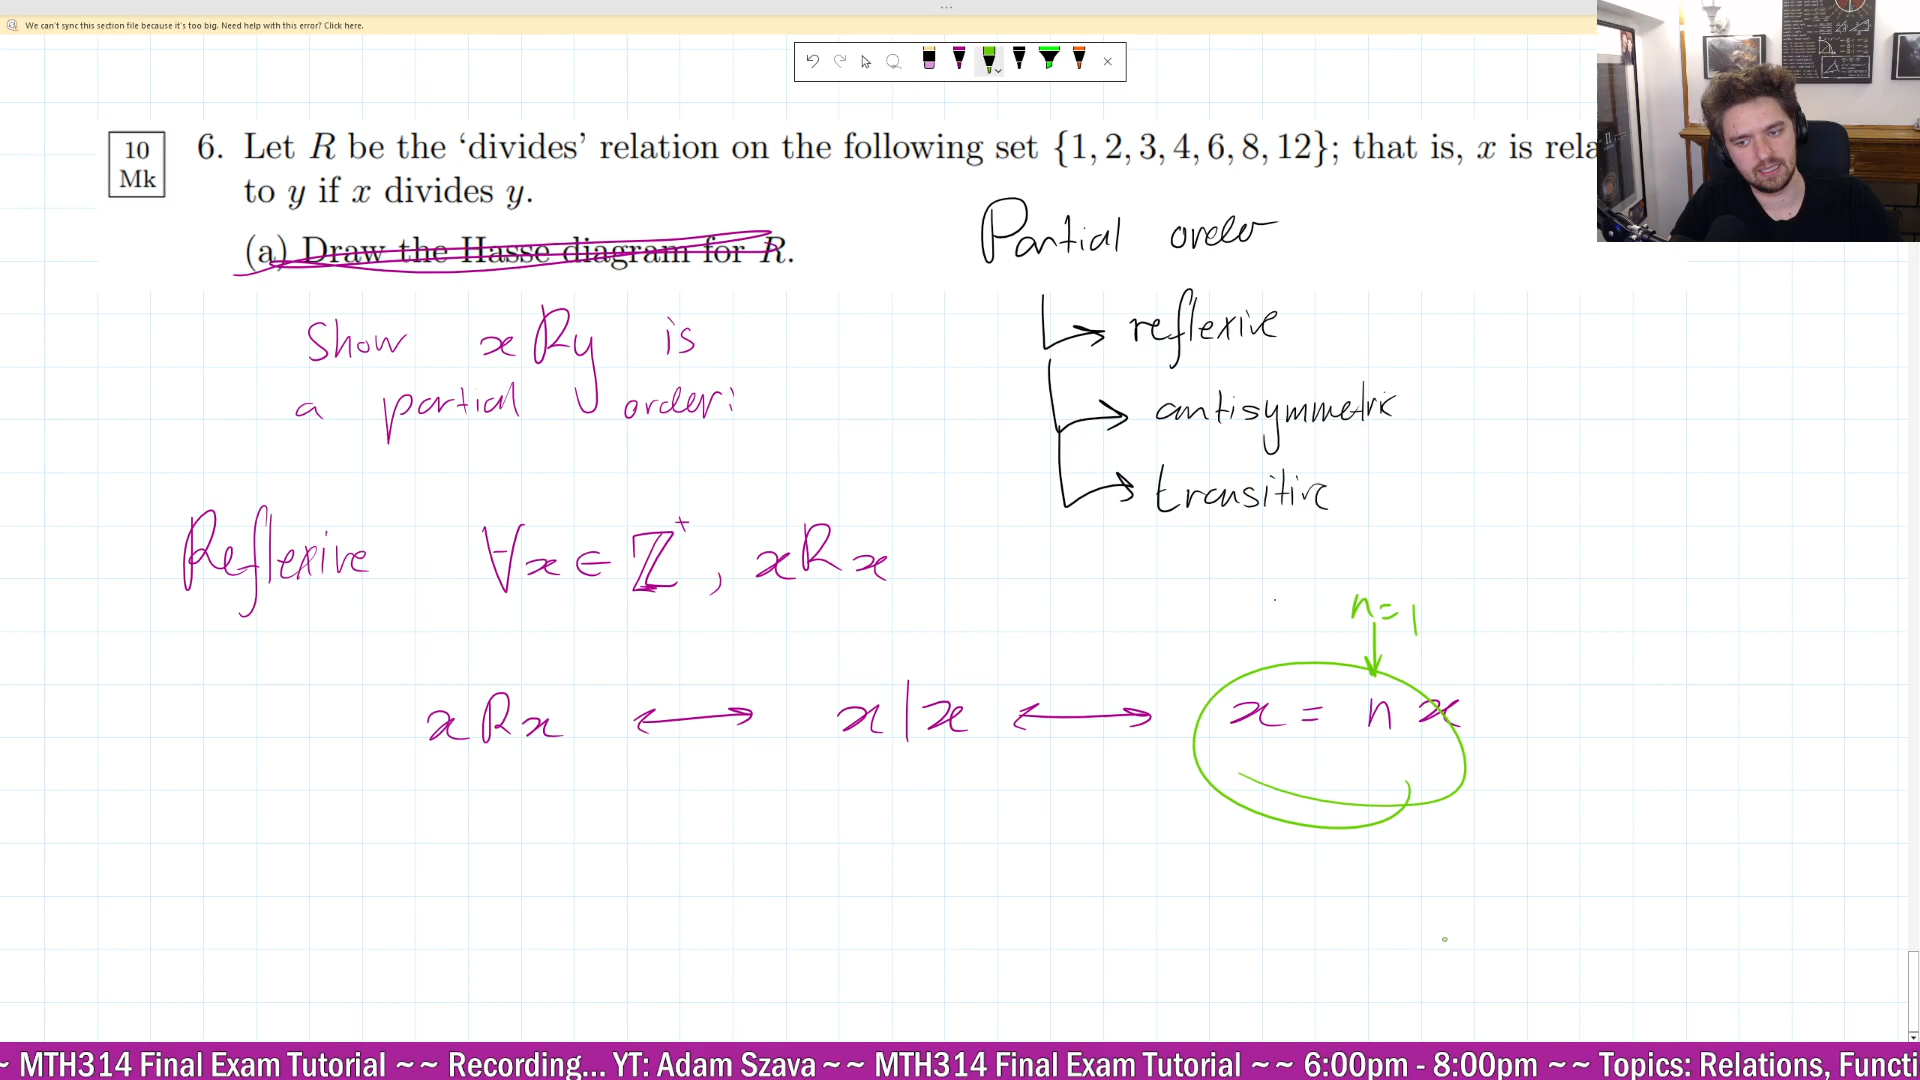 We can't sync this section file because it's too big. Need help with this error? Click here.
10 Mk
6. Let R be the ‘divides’ relation on the following set {1, 2, 3, 4, 6, 8, 12}; that is, x is rela
to y if x divides y.
(a) Draw the Hasse diagram for R.
Partial order
reflexive
antisymmetric
transitive
Show xRy is
a partial order:
Reflexive ∀x ∈ ℤ⁺, xRx
n=1
xRx ⟷ x|x ⟷ x = nx
~ MTH314 Final Exam Tutorial ~~ Recording... YT: Adam Szava ~~ MTH314 Final Exam Tutorial ~~ 6:00pm - 8:00pm ~~ Topics: Relations, Functi